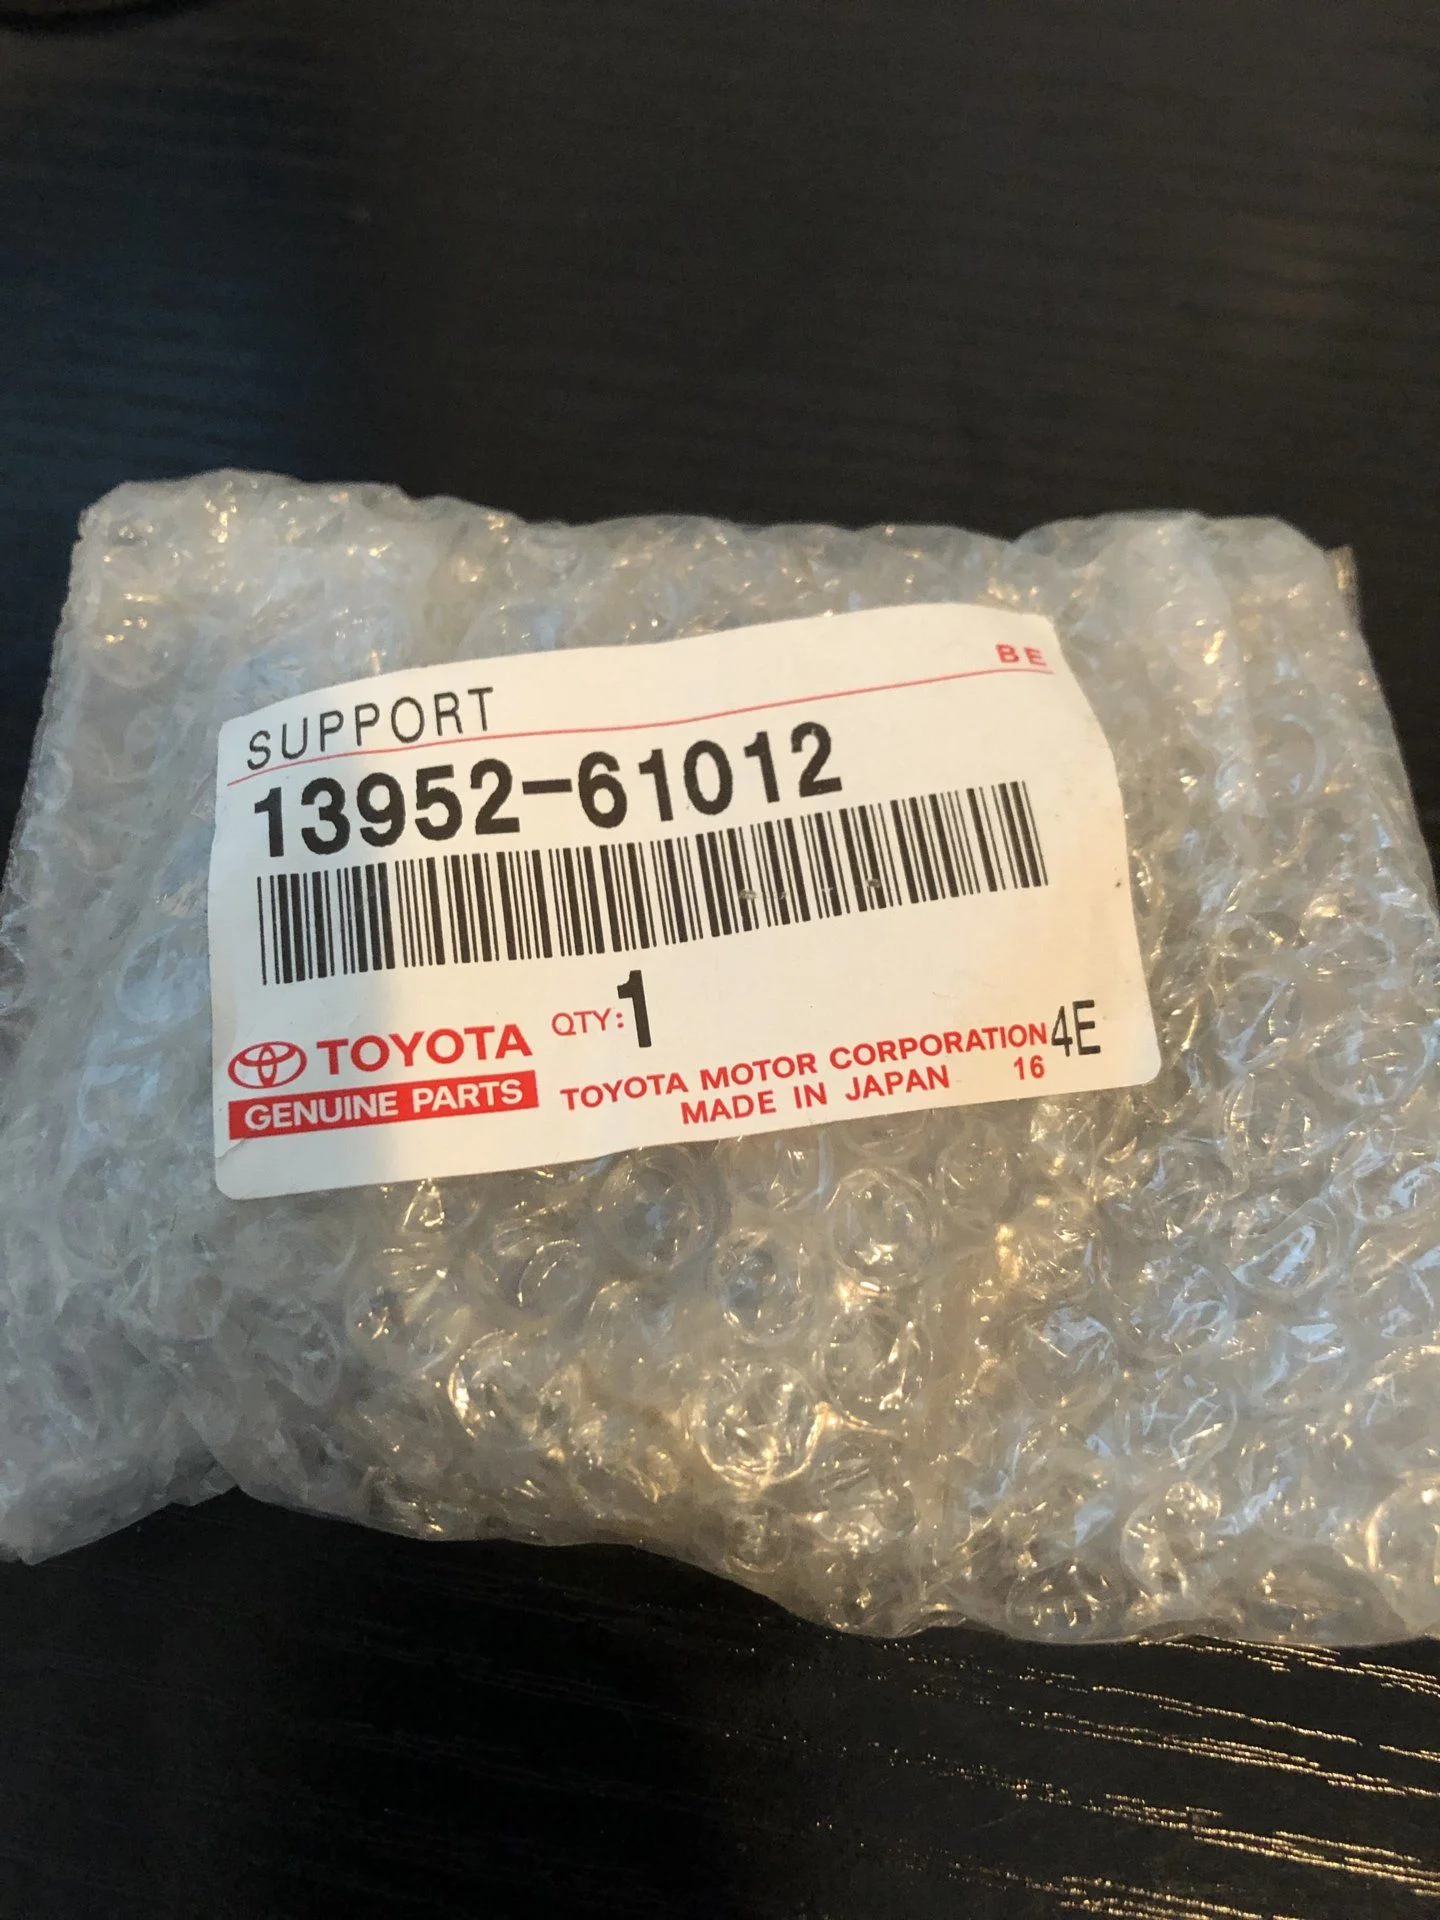 BE
SUPPORT
13952-61012
QTY: 1
TOYOTA
GENUINE PARTS
TOYOTA MOTOR CORPORATION 4E
MADE IN JAPAN 16